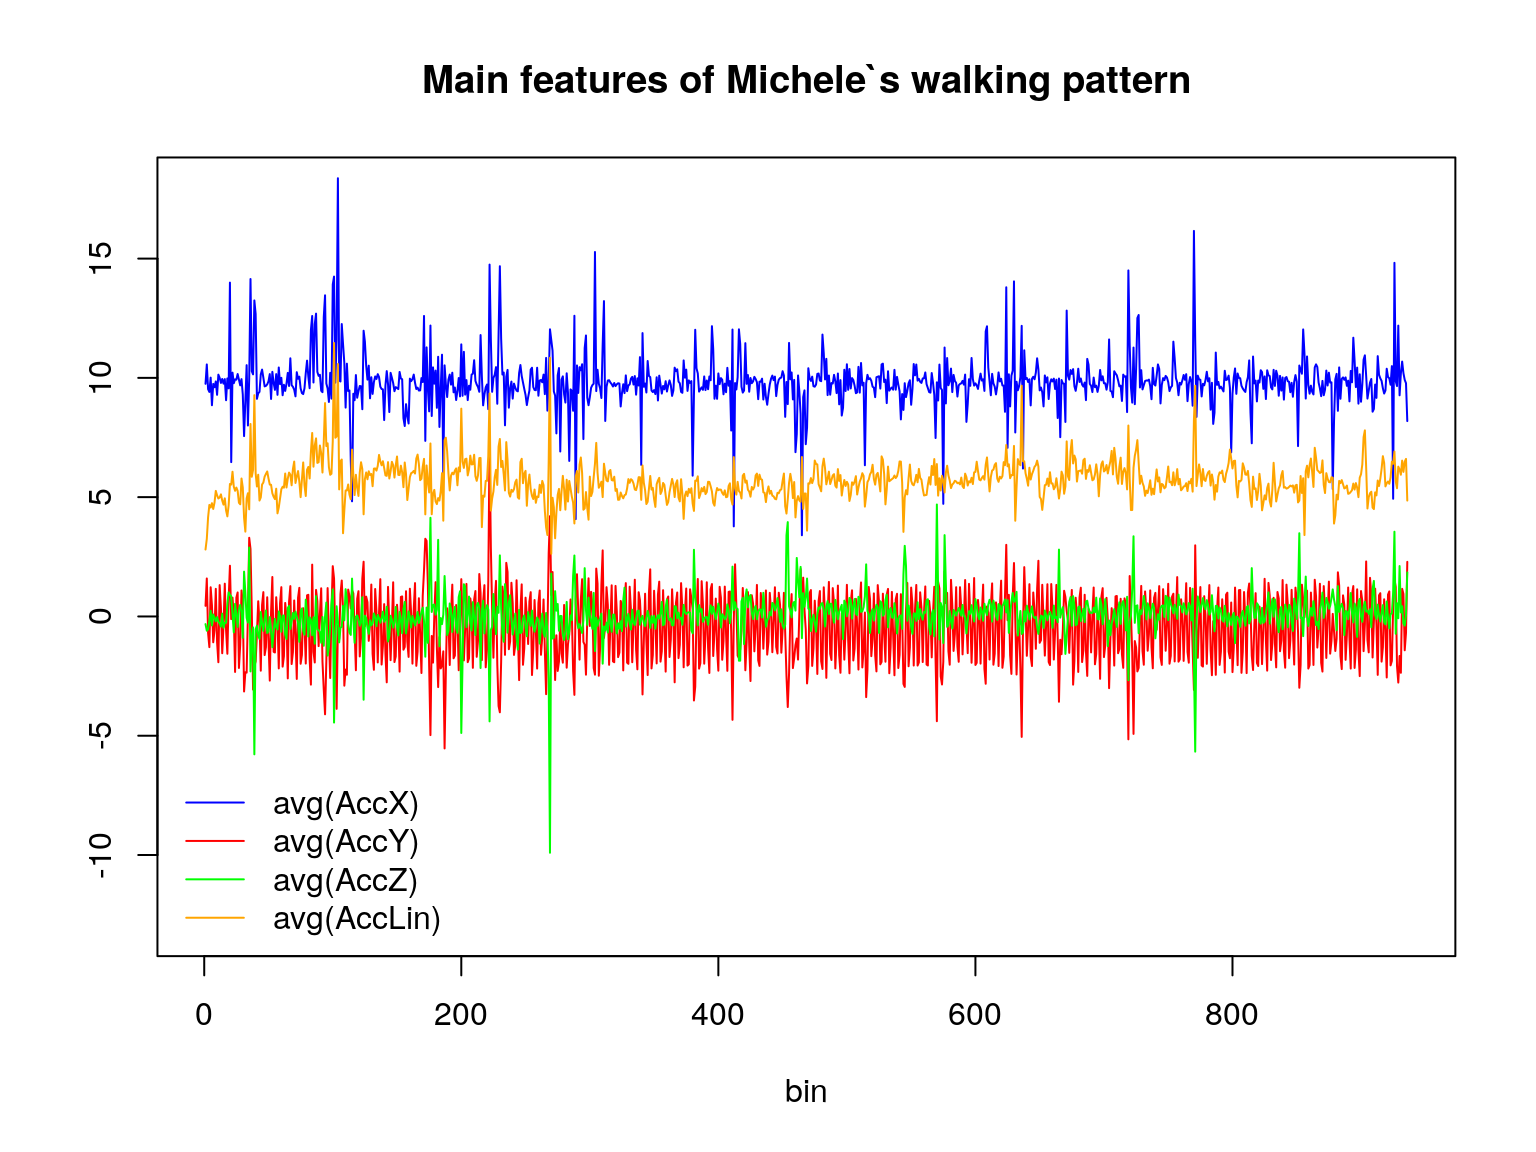 Main features of Michele`s walking pattern
15
10
5
0
-5
-10
avg(AccX)
avg(AccY)
avg(AccZ)
avg(AccLin)
0 200 400 600 800
bin